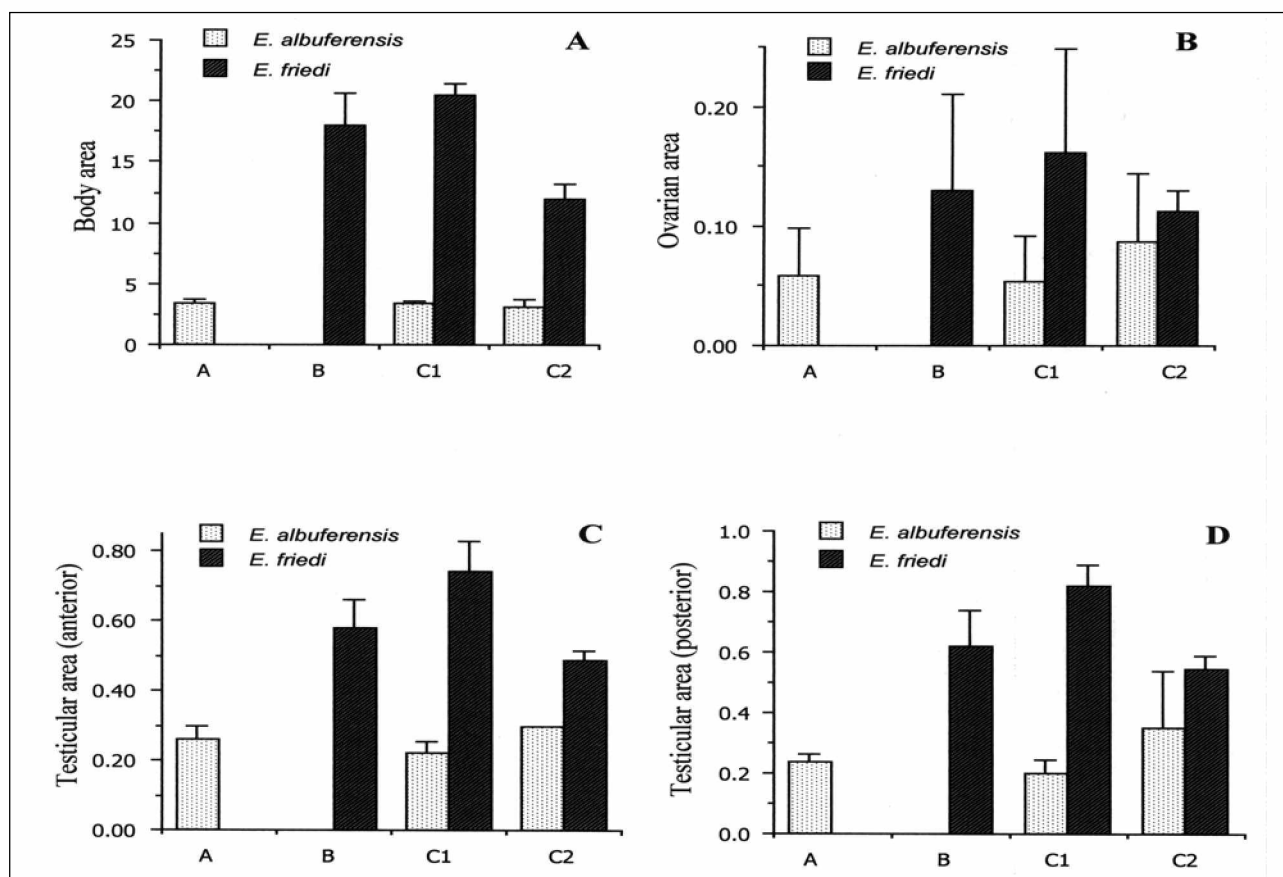 A
E. albuferensis
E. friedi
Body area
25
20
15
10
5
0
A B C1 C2
B
E. albuferensis
E. friedi
Ovarian area
0.20
0.10
0.00
A B C1 C2
C
E. albuferensis
E. friedi
Testicular area (anterior)
0.80
0.60
0.40
0.20
0.00
A B C1 C2
D
E. albuferensis
E. friedi
Testicular area (posterior)
1.0
0.8
0.6
0.4
0.2
0.0
A B C1 C2